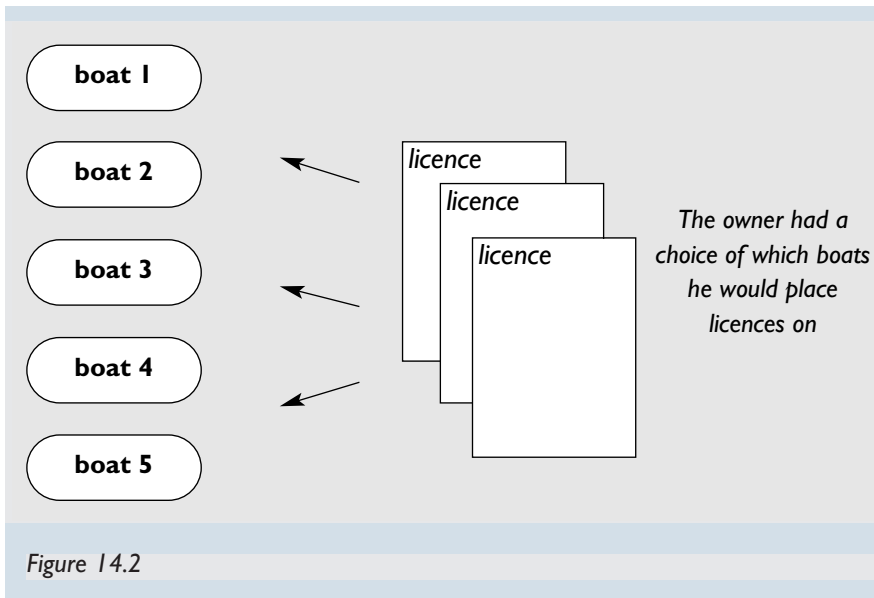 boat 1
boat 2
boat 3
boat 4
boat 5
licence
licence
licence
The owner had a
choice of which boats
he would place
licences on
Figure 14.2